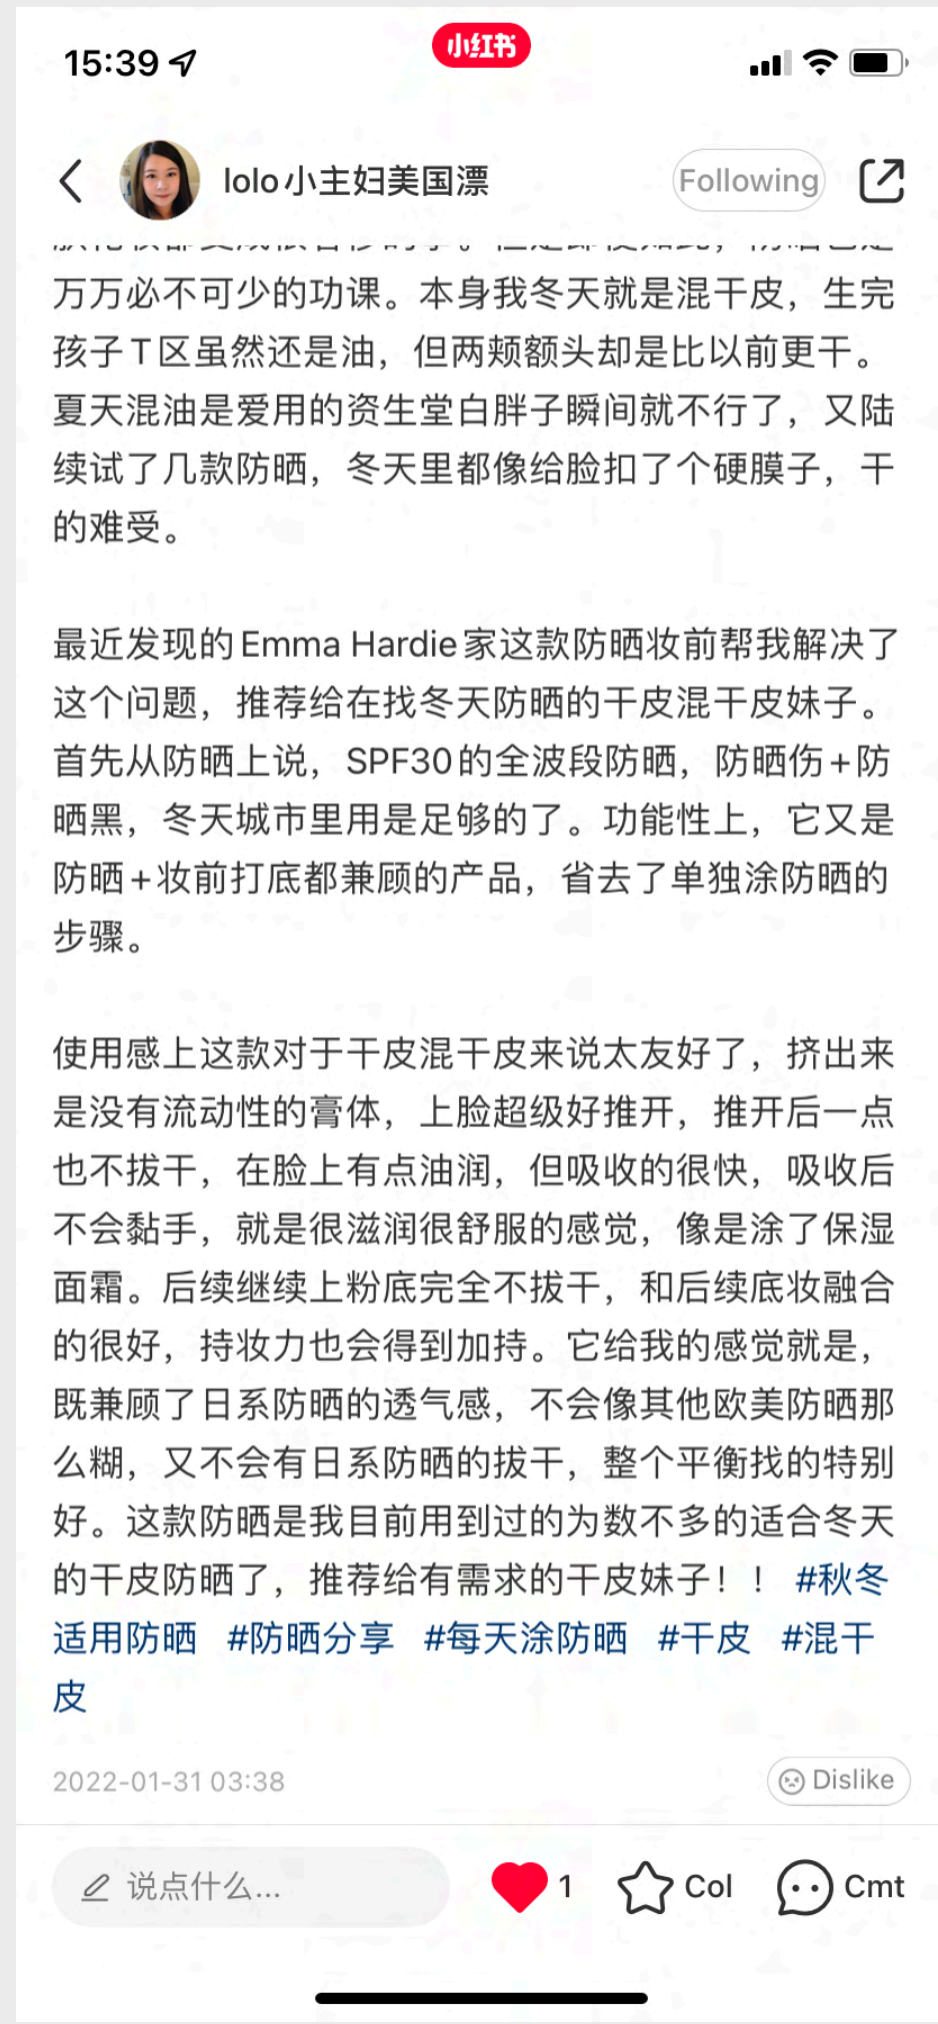 15:39
小红书
lolo小主妇美国漂
Following
万万必不可少的功课。本身我冬天就是混干皮，生完
孩子T区虽然还是油，但两颊额头却是比以前更干。
夏天混油是爱用的资生堂白胖子瞬间就不行了，又陆
续试了几款防晒，冬天里都像给脸扣了个硬膜子，干
的难受。
最近发现的Emma Hardie家这款防晒妆前帮我解决了
这个问题，推荐给在找冬天防晒的干皮混干皮妹子。
首先从防晒上说，SPF30的全波段防晒，防晒伤+防
晒黑，冬天城市里用是足够的了。功能性上，它又是
防晒+妆前打底都兼顾的产品，省去了单独涂防晒的
步骤。
使用感上这款对于干皮混干皮来说太友好了，挤出来
是没有流动性的膏体，上脸超级好推开，推开后一点
也不拔干，在脸上有点油润，但吸收的很快，吸收后
不会黏手，就是很滋润很舒服的感觉，像是涂了保湿
面霜。后续继续上粉底完全不拔干，和后续底妆融合
的很好，持妆力也会得到加持。它给我的感觉就是，
既兼顾了日系防晒的透气感，不会像其他欧美防晒那
么糊，又不会有日系防晒的拔干，整个平衡找的特别
好。这款防晒是我目前用到过的为数不多的适合冬天
的干皮防晒了，推荐给有需求的干皮妹子！！ #秋冬
适用防晒 #防晒分享 #每天涂防晒 #干皮 #混干
皮
2022-01-31 03:38
Dislike
说点什么...
1
Col
Cmt